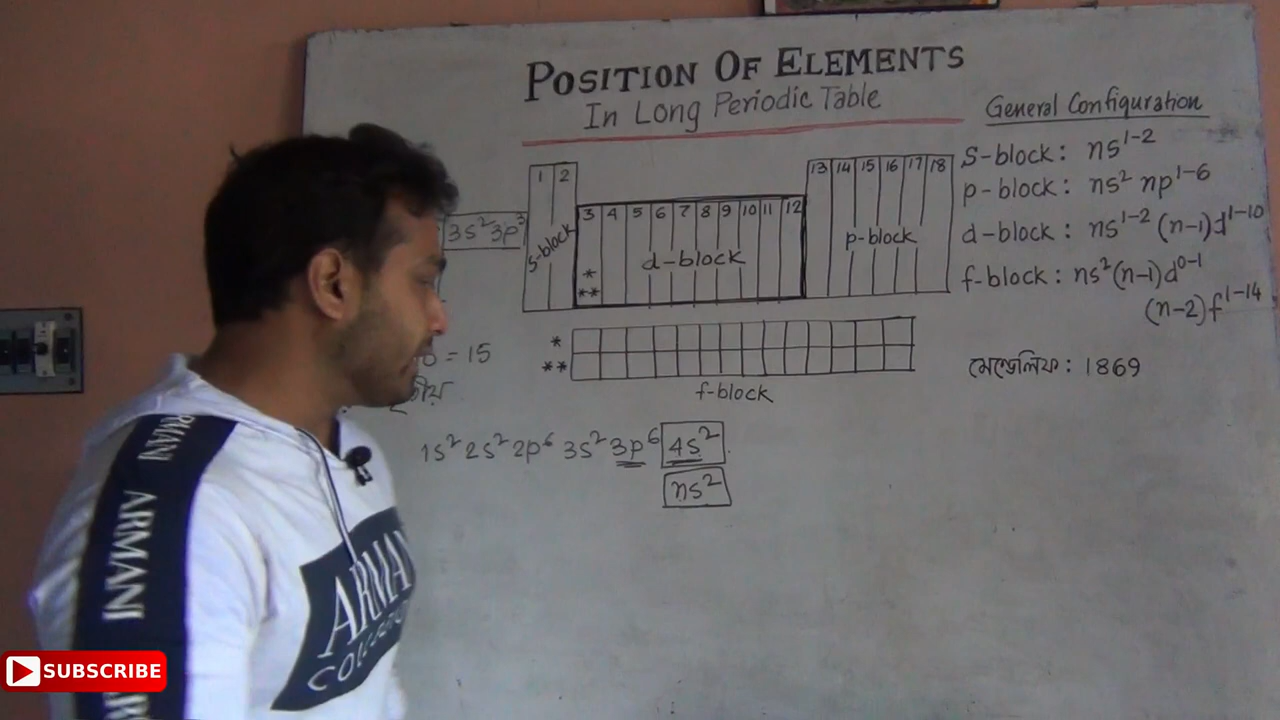 POSITION OF ELEMENTS
In Long Periodic Table
General Configuration
s-block: ns¹⁻²
p-block: ns² np¹⁻⁶
d-block: ns¹⁻² (n-1)d¹⁻¹⁰
f-block: ns² (n-1)d⁰⁻¹
(n-2)f¹⁻¹⁴
মেন্ডেলিফ: 1869
1 2
13 14 15 16 17 18
3 4 5 6 7 8 9 10 11 12
3s² 3p³
s-block
d-block
p-block
*
**
*
**
f-block
= 15
1s² 2s² 2p⁶ 3s² 3p⁶ 4s²
ns²
ARMANI
ARMANI
ARMANI
SUBSCRIBE